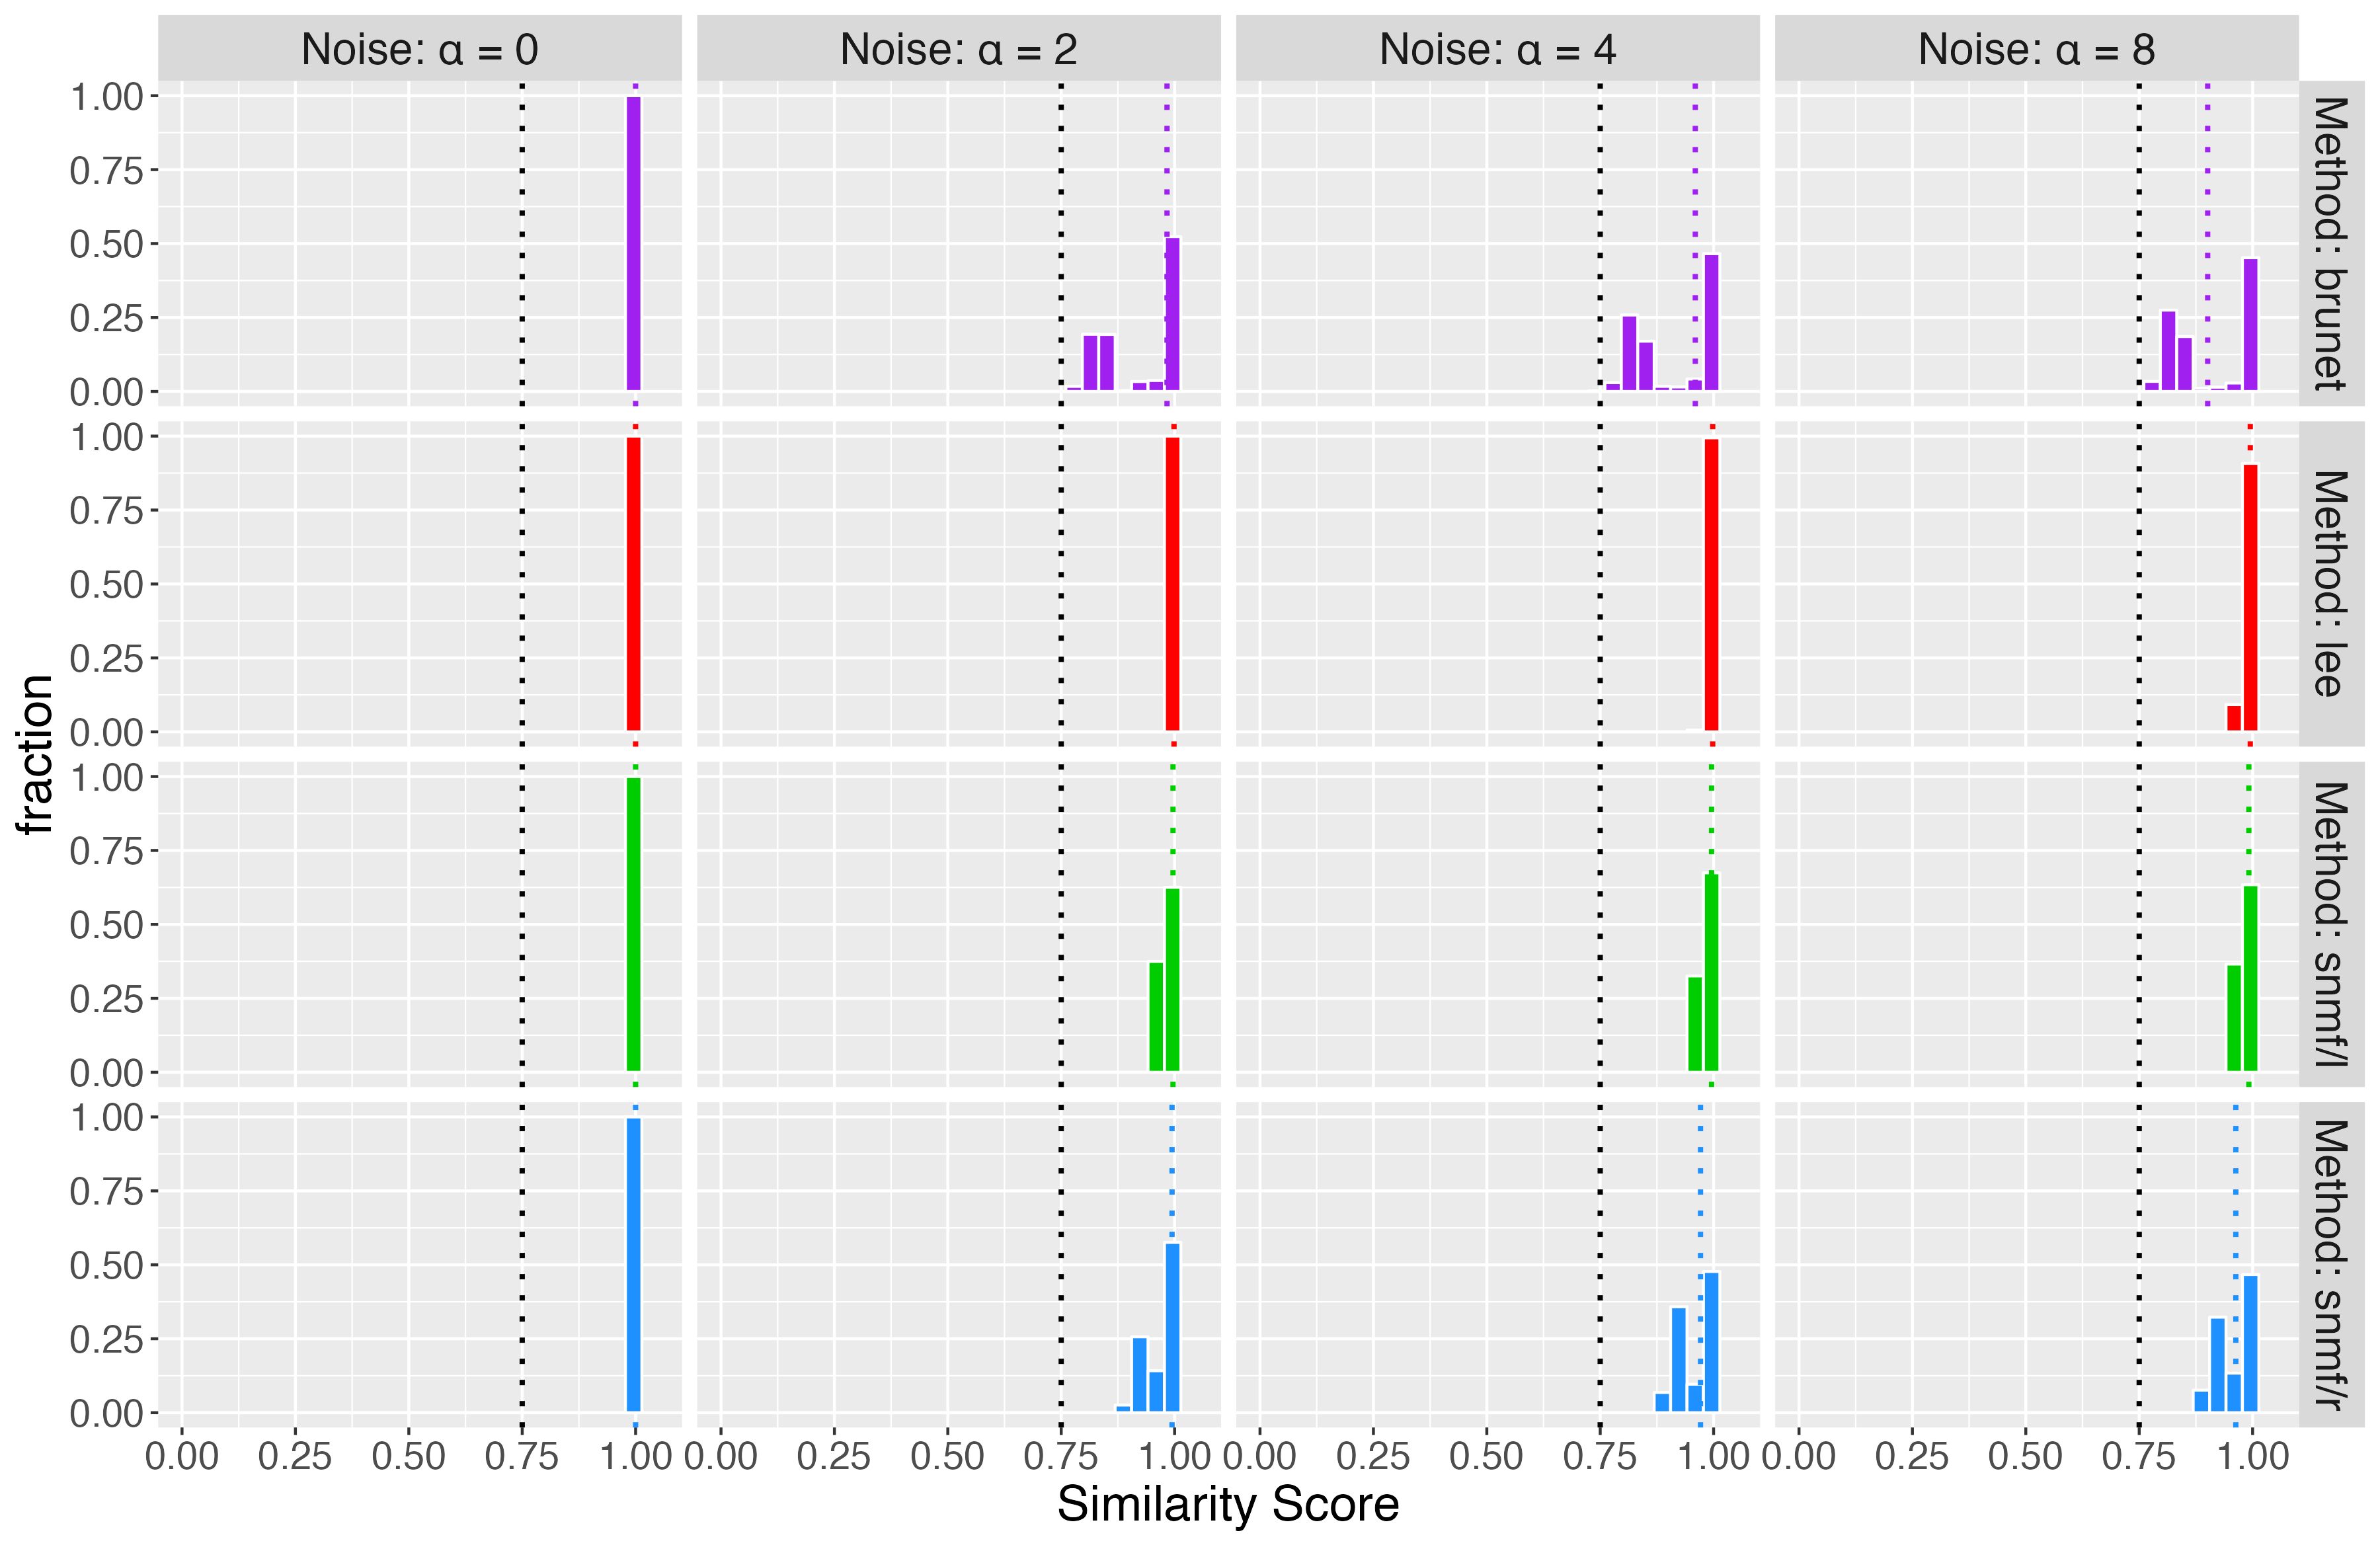 Noise: α = 0
Noise: α = 2
Noise: α = 4
Noise: α = 8
1.00
0.75
0.50
0.25
0.00
Method: brunet
1.00
0.75
0.50
0.25
0.00
Method: lee
fraction
1.00
0.75
0.50
0.25
0.00
Method: snmf/l
1.00
0.75
0.50
0.25
0.00
Method: snmf/r
0.00 0.25 0.50 0.75 1.00 0.00 0.25 0.50 0.75 1.00 0.00 0.25 0.50 0.75 1.00 0.00 0.25 0.50 0.75 1.00
Similarity Score